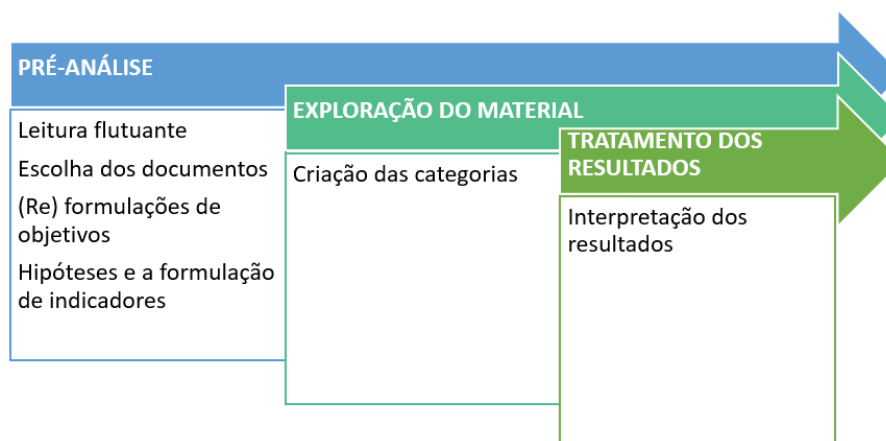 PRÉ-ANÁLISE
Leitura flutuante
Escolha dos documentos
(Re) formulações de
objetivos
Hipóteses e a formulação
de indicadores
EXPLORAÇÃO DO MATERIAL
Criação das categorias
TRATAMENTO DOS
RESULTADOS
Interpretação dos
resultados